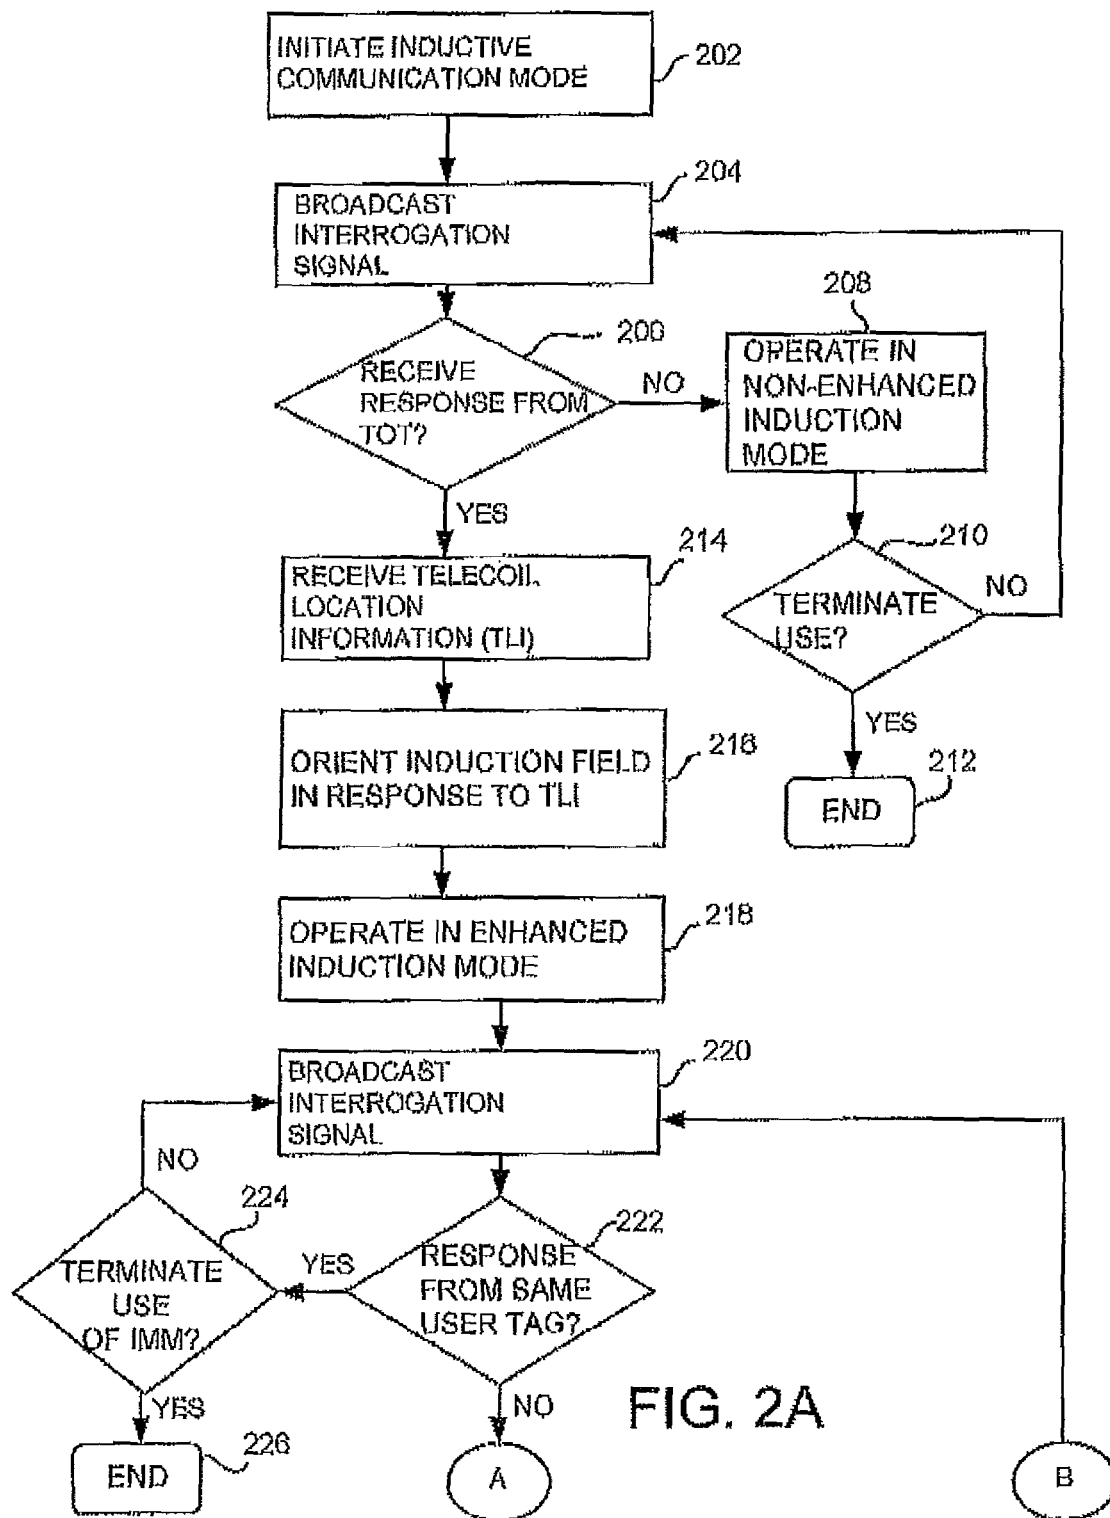 INITIATE INDUCTIVE
COMMUNICATION MODE
202
BROADCAST
INTERROGATION
SIGNAL
204
RECEIVE
RESPONSE FROM
TOT?
200
NO
YES
208
OPERATE IN
NON-ENHANCED
INDUCTION
MODE
210
TERMINATE
USE?
NO
YES
212
END
RECEIVE TELECOIL
LOCATION
INFORMATION (TLI)
214
ORIENT INDUCTION FIELD
IN RESPONSE TO TLI
216
OPERATE IN ENHANCED
INDUCTION MODE
218
BROADCAST
INTERROGATION
SIGNAL
220
RESPONSE
FROM SAME
USER TAG?
222
YES
NO
TERMINATE
USE
OF IMM?
224
NO
YES
END
226
A
B
FIG. 2A